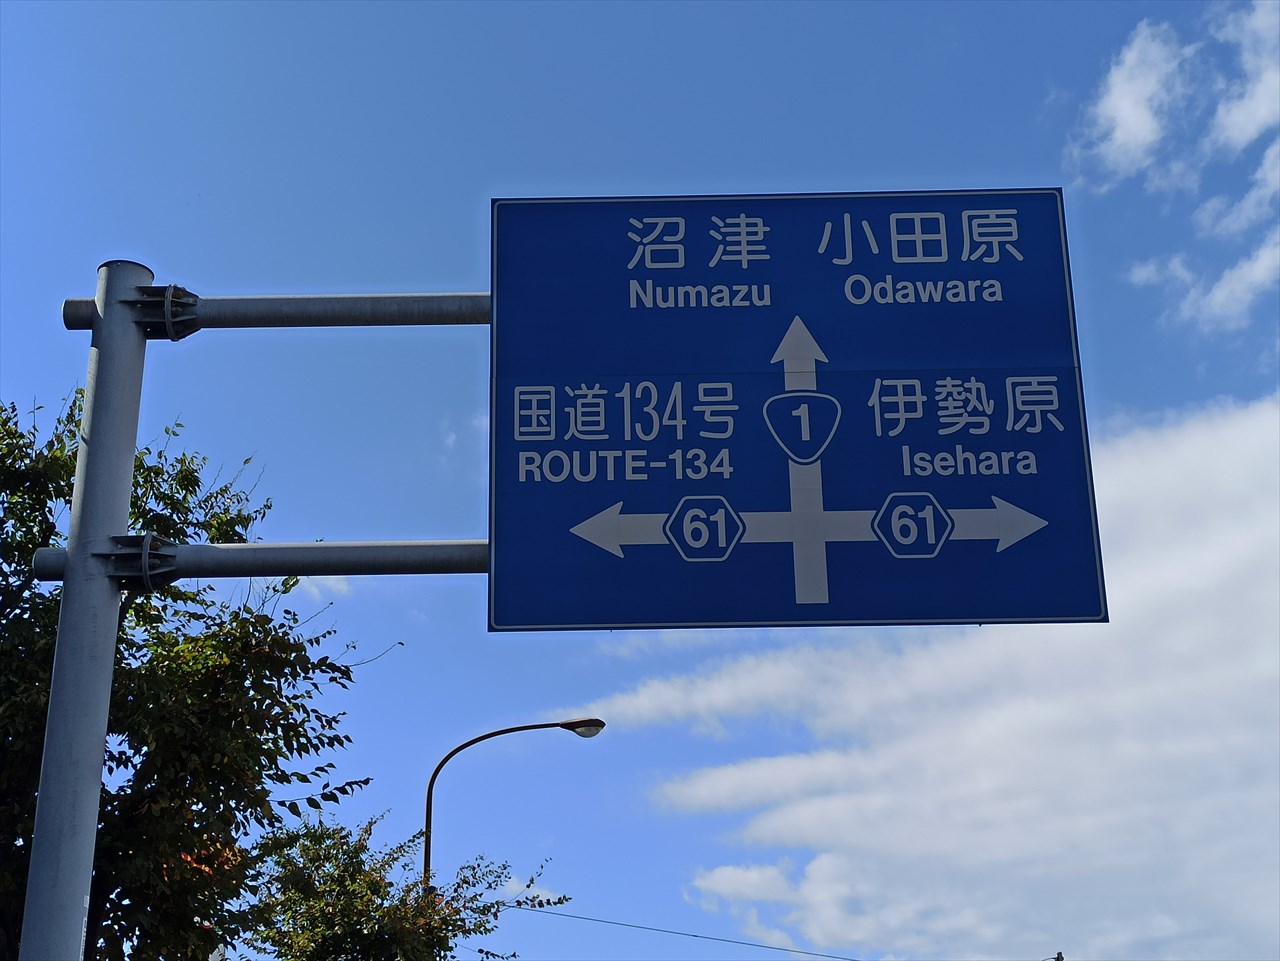 沼津 小田原
Numazu Odawara
国道134号 1 伊勢原
ROUTE-134 Isehara
61 61